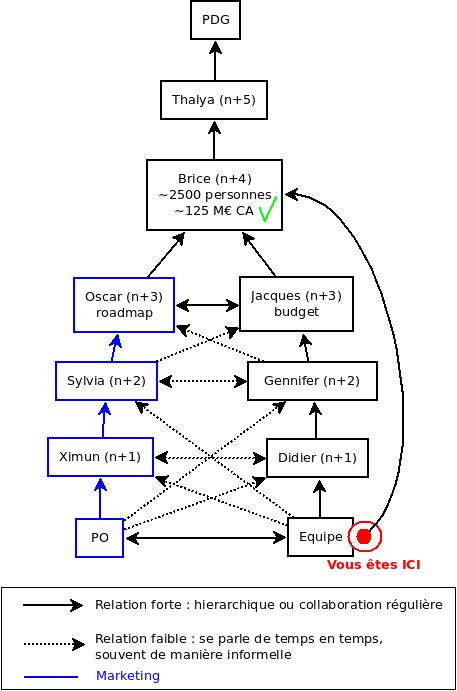 PDG
Thalya (n+5)
Brice (n+4)
~2500 personnes
~125 M€ CA
Oscar (n+3)
roadmap
Jacques (n+3)
budget
Sylvia (n+2)
Gennifer (n+2)
Ximun (n+1)
Didier (n+1)
PO
Equipe
Vous êtes ICI
Relation forte : hierarchique ou collaboration régulière
Relation faible : se parle de temps en temps,
souvent de manière informelle
Marketing